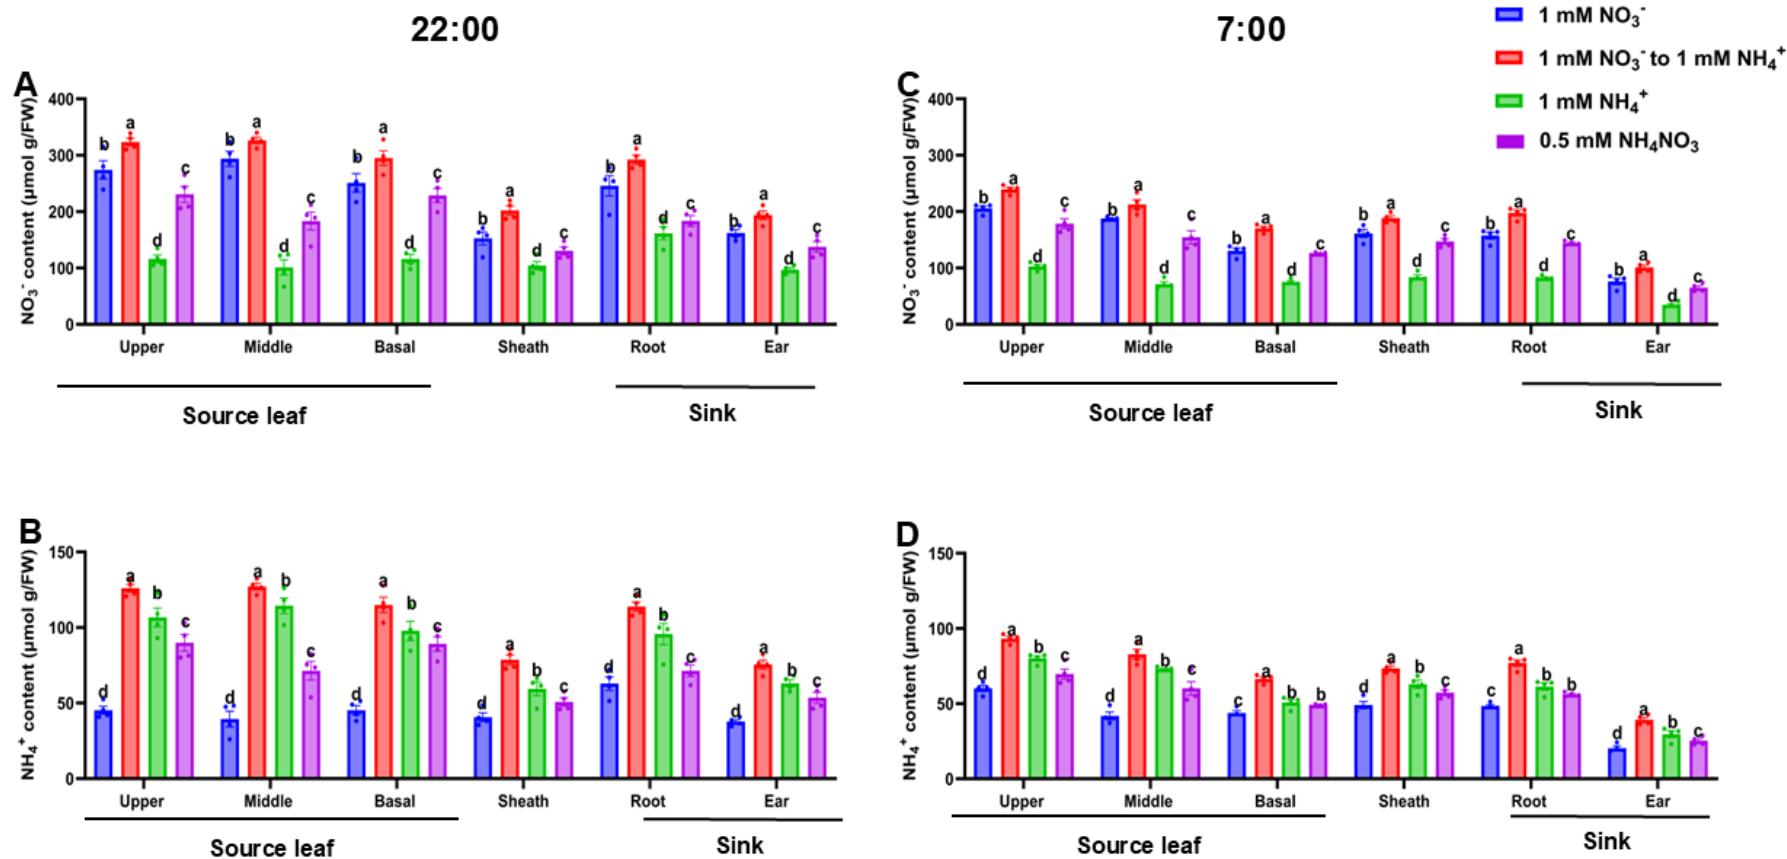 22:00
7:00
1 mM NO₃⁻
1 mM NO₃⁻ to 1 mM NH₄⁺
1 mM NH₄⁺
0.5 mM NH₄NO₃
A
NO₃⁻ content (μmol g/FW)
400
300
200
100
0
b a d c
b a d c
b a d c
b a d c
b a d c
b a d c
Upper Middle Basal Sheath Root Ear
Source leaf
Sink
C
NO₃⁻ content (μmol g/FW)
400
300
200
100
0
b a d c
b a d c
b a d c
b a d c
b a d c
b a d c
Upper Middle Basal Sheath Root Ear
Source leaf
Sink
B
NH₄⁺ content (μmol g/FW)
150
100
50
0
d a b c
d a b c
d a b c
d a b c
d a b c
d a b c
Upper Middle Basal Sheath Root Ear
Source leaf
Sink
D
NH₄⁺ content (μmol g/FW)
150
100
50
0
d a b c
d a b c
c a b b
d a b c
c a b b
d a b c
Upper Middle Basal Sheath Root Ear
Source leaf
Sink